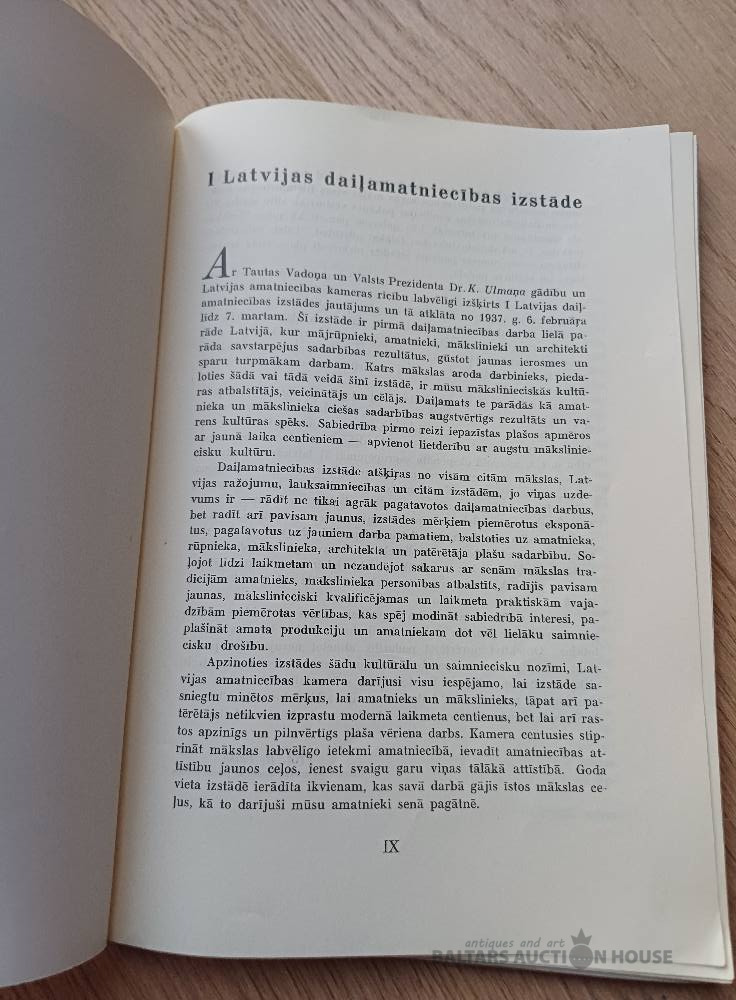 I Latvijas daiļamatniecības izstāde
Ar Tautas Vadoņa un Valsts Prezidenta Dr. K. Ulmaņa gādību un
Latvijas amatniecības kameras rīcību labvēlīgi izšķirts I Latvijas daiļ-
amatniecības izstādes jautājums un tā atklāta no 1937. g. 6. februāra
līdz 7. martam. Šī izstāde ir pirmā daiļamatniecības darba lielā pa-
rāde Latvijā, kur mājrūpnieki, amatnieki, mākslinieki un architekti
rāda savstarpējus sadarbības rezultātus, gūstot jaunas ierosmes un
sparu turpmākam darbam. Katrs mākslas aroda darbinieks, pieda-
loties šādā vai tādā veidā šinī izstādē, ir mūsu mākslinieciskās kultū-
ras atbalstītājs, veicinātājs un cēlājs. Daiļamats te parādās kā amat-
nieka un mākslinieka ciešas sadarbības augstvērtīgs rezultāts un va-
rens kultūras spēks. Sabiedrība pirmo reizi iepazīstas plašos apmēros
ar jaunā laika centieniem — apvienot lietderību ar augstu mākslinie-
cisku kultūru.
Daiļamatniecības izstāde atšķiras no visām citām mākslas, Lat-
vijas ražojumu, lauksaimniecības un citām izstādēm, jo viņas uzde-
vums ir — rādīt ne tikai agrāk pagatavotos daiļamatniecības darbus,
bet radīt arī pavisam jaunus, izstādes mērķiem piemērotus eksponā-
tus, pagatavotus uz jauniem darba pamatiem, balstoties uz amatnieka,
rūpnieka, mākslinieka, architekta un patērētāja plašu sadarbību. So-
ļojot līdzi laikmetam un nezaudējot sakarus ar senām mākslas tra-
dicijām amatnieks, mākslinieka personības atbalstīts, radījis pavisam
jaunas, mākslinieciski kvalificējamas un laikmeta praktiskām vaja-
dzībām piemērotas vērtības, kas spēj modināt sabiedrībā interesi, pa-
plašināt amata produkciju un amatniekam dot vēl lielāku saimnie-
cisku drošību.
Apzinoties izstādes šādu kultūrālu un saimniecisku nozīmi, Lat-
vijas amatniecības kamera darījusi visu iespējamo, lai izstāde sa-
sniegtu minētos mērķus, lai amatnieks un mākslinieks, tāpat arī pa-
tērētājs netikvien izprastu modernā laikmeta centienus, bet lai arī ras-
tos apzinīgs un pilnvērtīgs plaša vēriena darbs. Kamera centusies stip-
rināt mākslas labvēlīgo ietekmi amatniecībā, ievadīt amatniecības at-
tīstību jaunos ceļos, ienest svaigu garu viņas tālākā attīstībā. Goda
vieta izstādē ierādīta ikvienam, kas savā darbā gājis īstos mākslas ce-
ļus, kā to darījuši mūsu amatnieki senā pagātnē.
IX
antiques and art
BALTARS AUCTION HOUSE